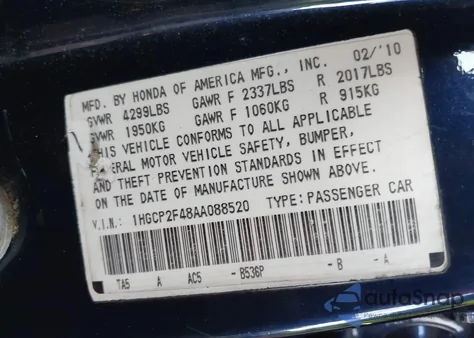 MFD. BY HONDA OF AMERICA MFG., INC. 02/'10
GVWR 4299LBS GAWR F 2337LBS R 2017LBS
GVWR 1950KG GAWR F 1060KG R 915KG
THIS VEHICLE CONFORMS TO ALL APPLICABLE
F ERAL MOTOR VEHICLE SAFETY, BUMPER,
AND THEFT PREVENTION STANDARDS IN EFFECT
ON THE DATE OF MANUFACTURE SHOWN ABOVE.
V.I.N.: 1HGCP2F48AA088520 TYPE:PASSENGER CAR
TA5 A AC5 - B536P - B - A
autoSnap